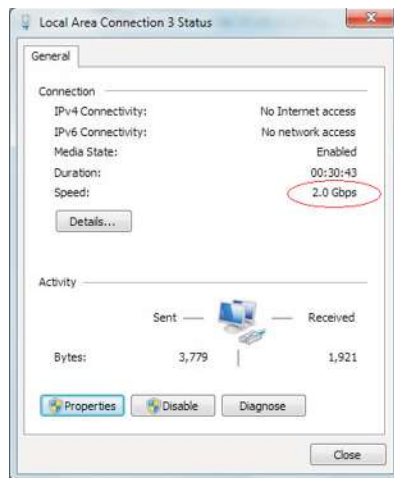 Local Area Connection 3 Status
General
Connection
IPv4 Connectivity: No Internet access
IPv6 Connectivity: No network access
Media State: Enabled
Duration: 00:30:43
Speed: 2.0 Gbps
Details...
Activity
Sent Received
Bytes: 3,779 1,921
Properties Disable Diagnose
Close